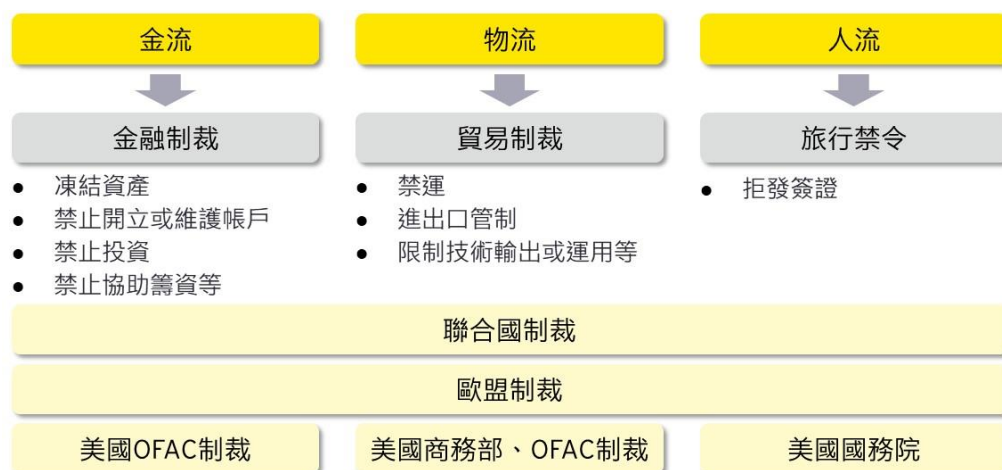 金流
物流
人流
金融制裁
貿易制裁
旅行禁令
● 凍結資產
● 禁止開立或維護帳戶
● 禁止投資
● 禁止協助籌資等
● 禁運
● 進出口管制
● 限制技術輸出或運用等
● 拒發簽證
聯合國制裁
歐盟制裁
美國OFAC制裁
美國商務部、OFAC制裁
美國國務院